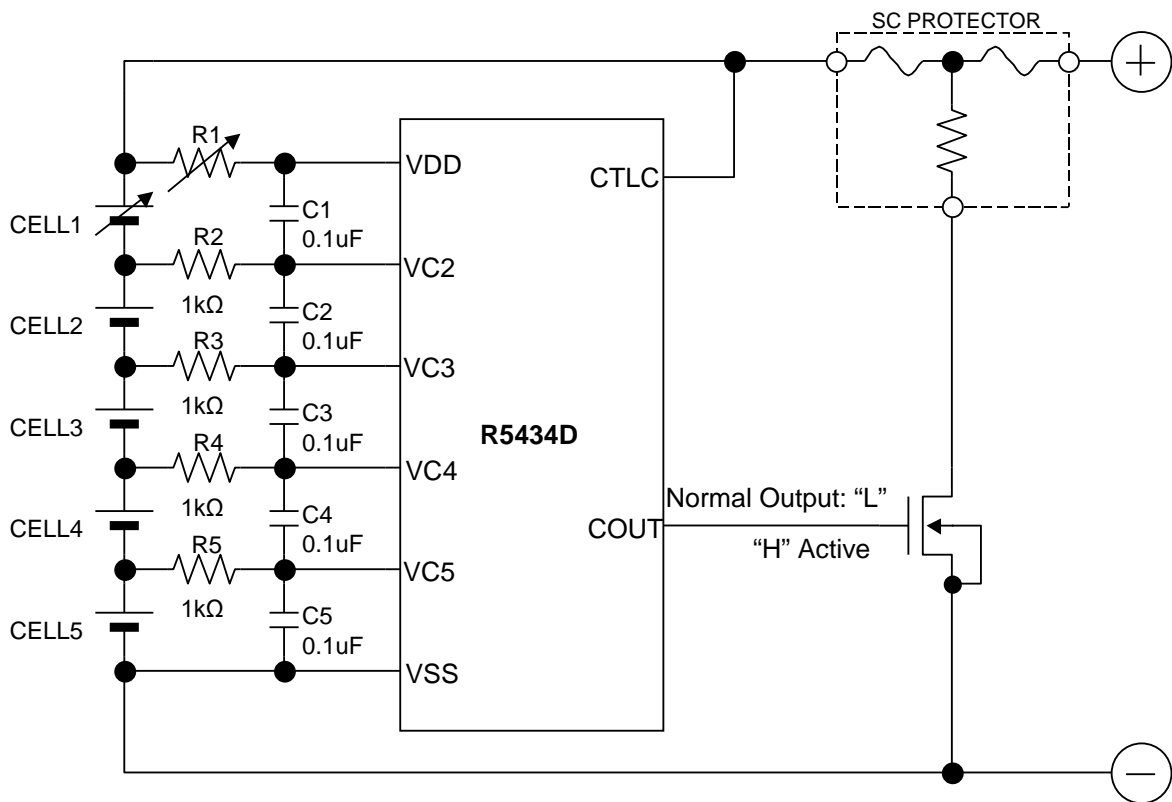 SC PROTECTOR
R1
VDD
CTLC
CELL1
C1
0.1uF
R2
VC2
1kΩ
CELL2
C2
0.1uF
R3
VC3
1kΩ
CELL3
C3
0.1uF
R5434D
R4
VC4
1kΩ
Normal Output: “L”
CELL4
C4
0.1uF
COUT
“H” Active
R5
VC5
1kΩ
CELL5
C5
0.1uF
VSS